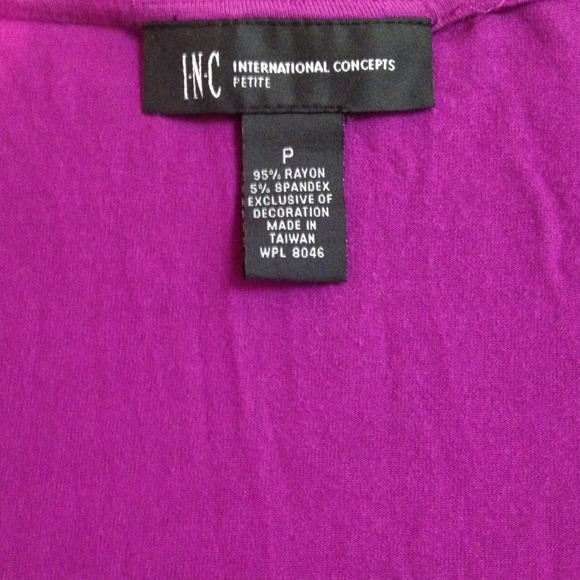 I·N·C INTERNATIONAL CONCEPTS
PETITE
P
95% RAYON
5% SPANDEX
EXCLUSIVE OF
DECORATION
MADE IN
TAIWAN
WPL 8046